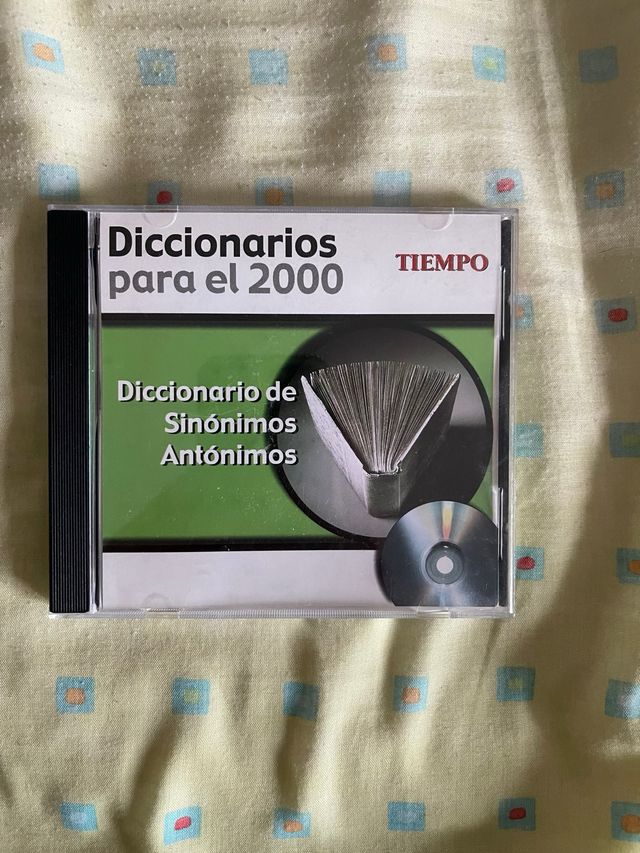 Diccionarios
para el 2000
TIEMPO
Diccionario de
Sinónimos
Antónimos